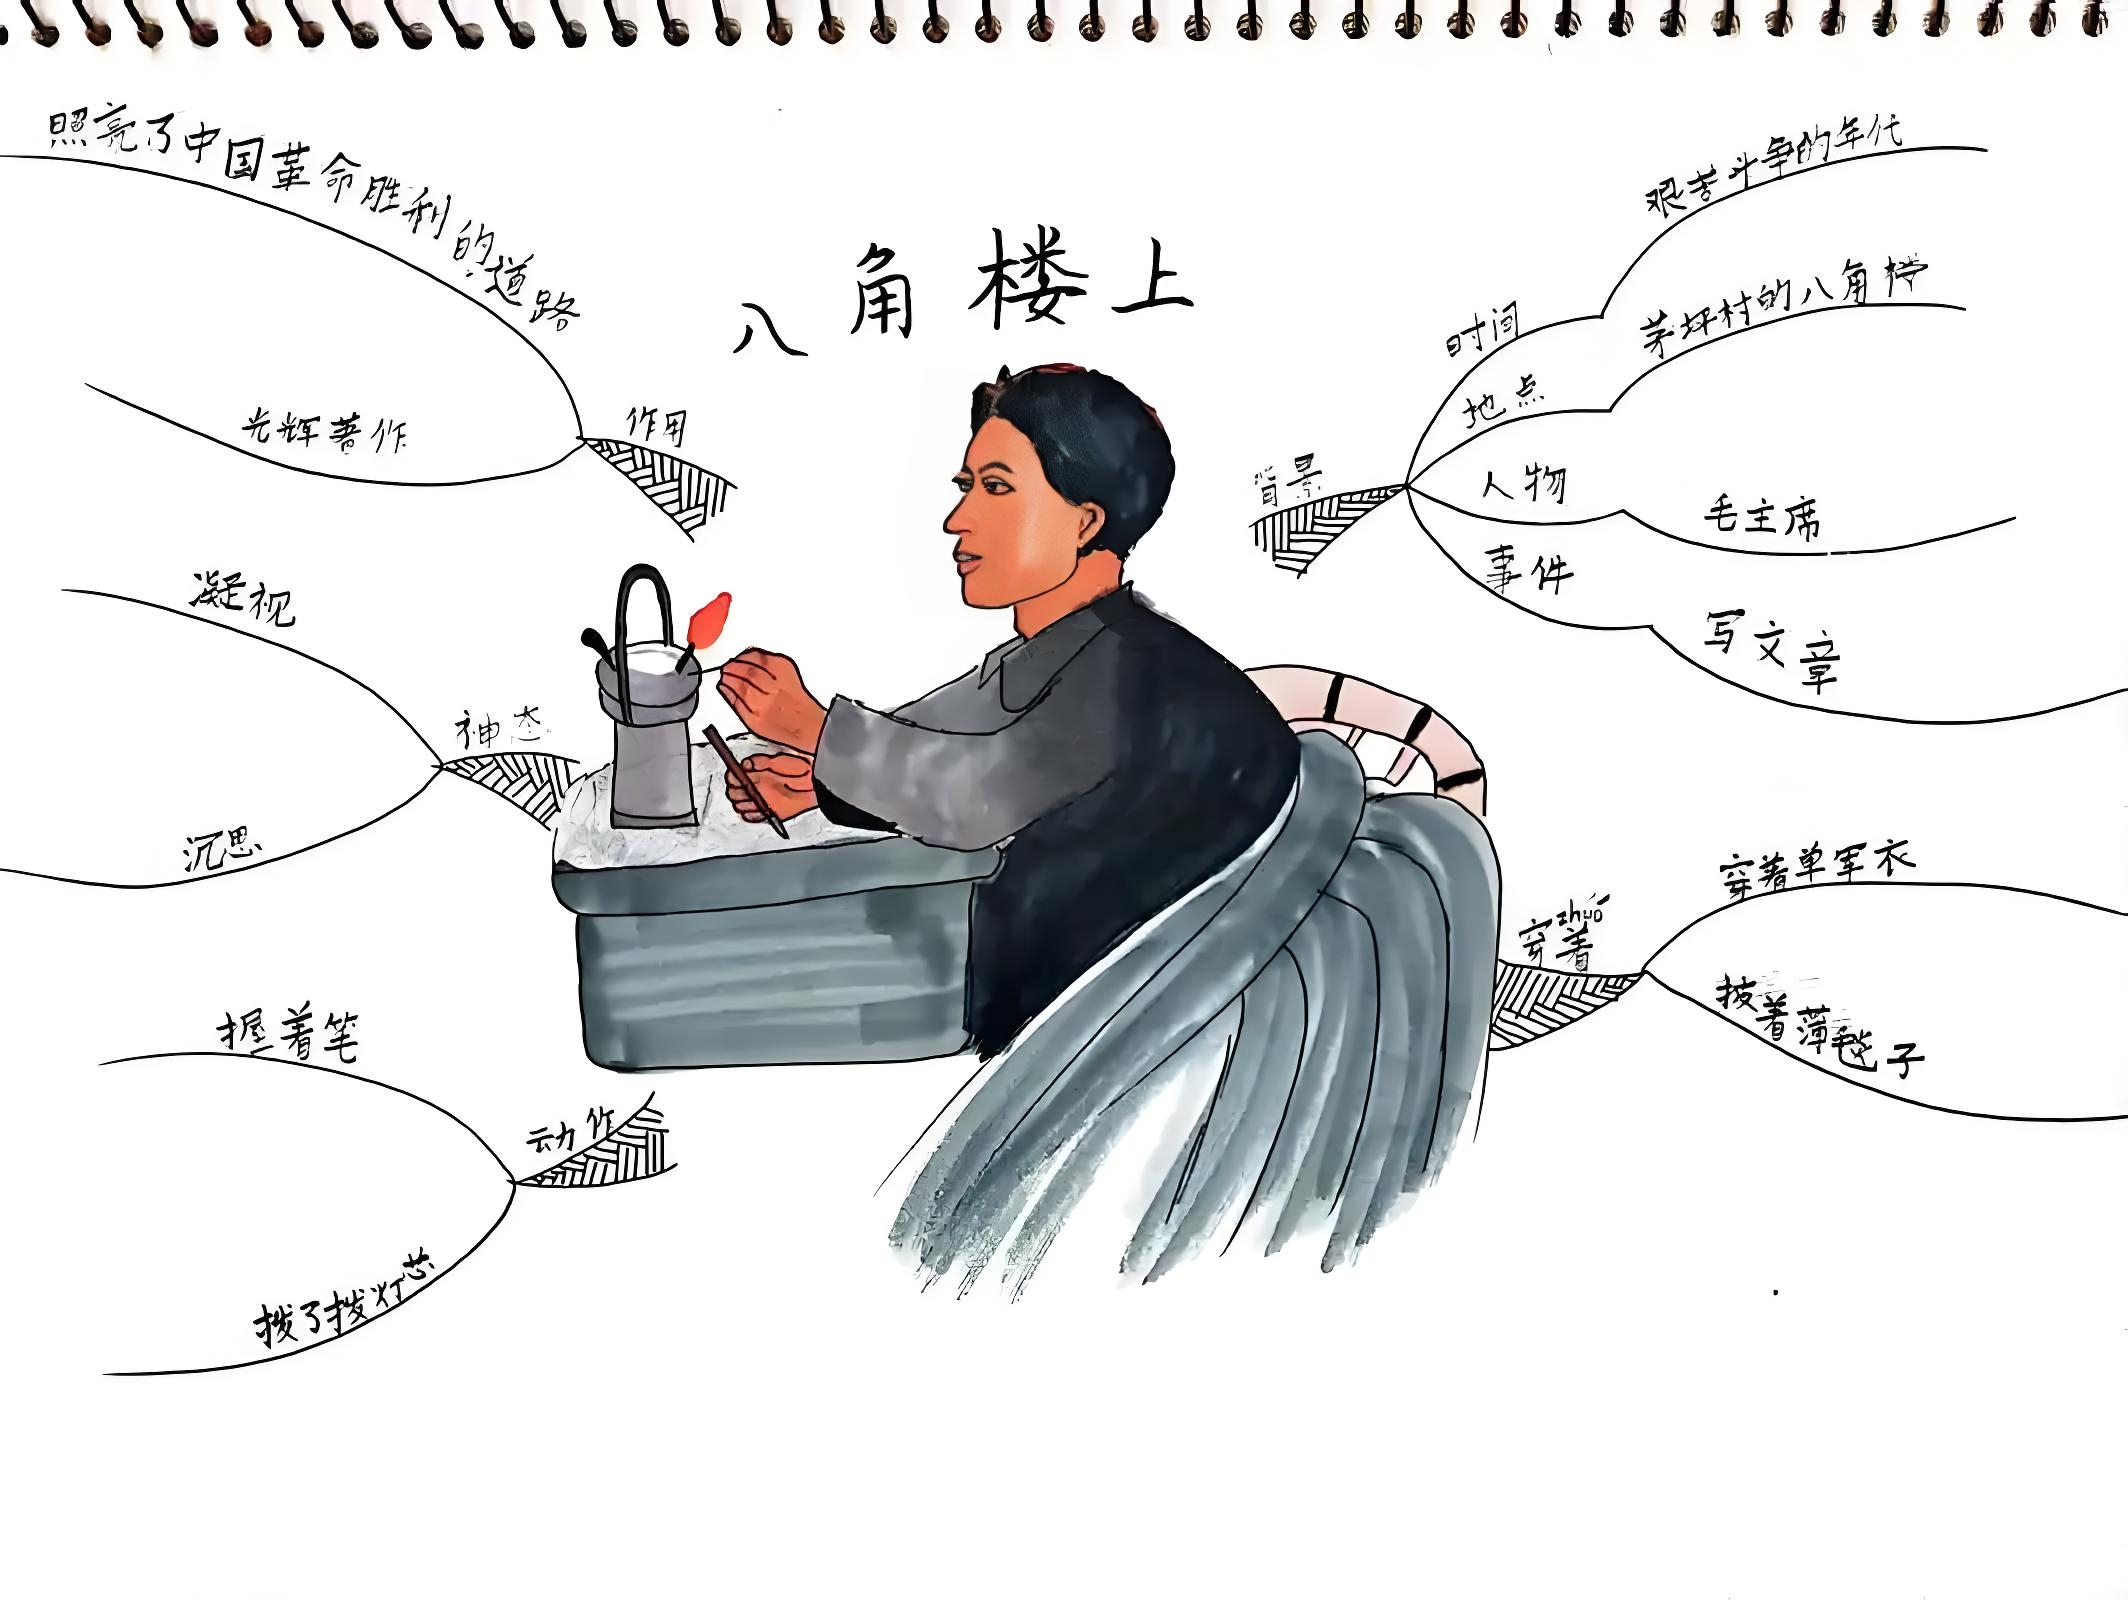 八角楼上
背景
时间
艰苦斗争的年代
地点
茅坪村的八角楼
人物
毛主席
事件
写文章
穿着
zhuó
穿着单军衣
披着薄毯子
作用
照亮了中国革命胜利的道路
光辉著作
神态
凝视
沉思
动作
握着笔
拨了拨灯芯